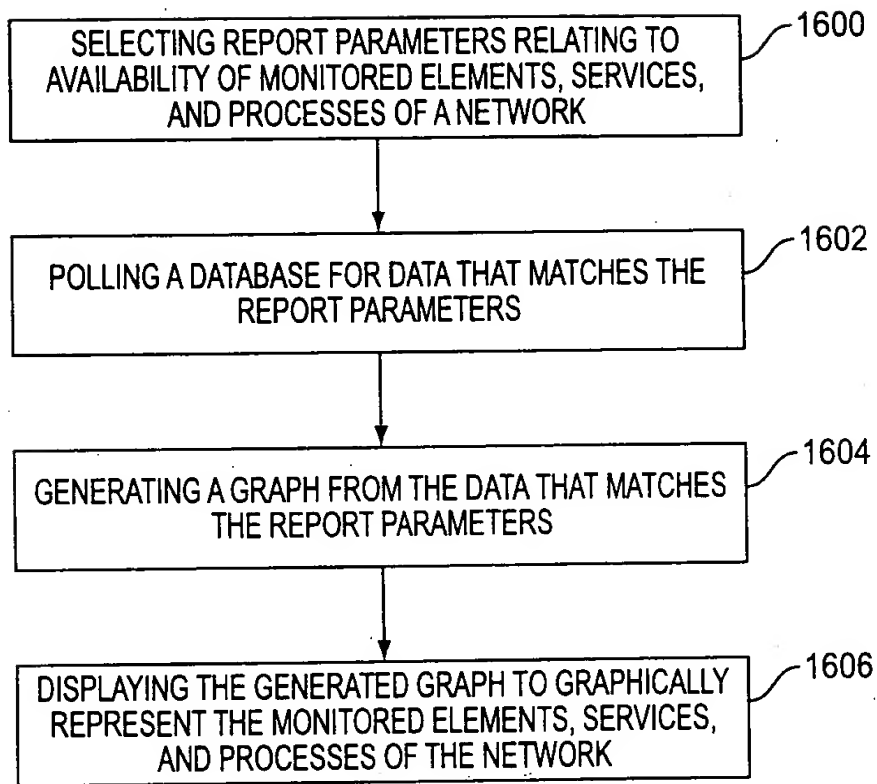 SELECTING REPORT PARAMETERS RELATING TO
AVAILABILITY OF MONITORED ELEMENTS, SERVICES,
AND PROCESSES OF A NETWORK
1600
POLLING A DATABASE FOR DATA THAT MATCHES THE
REPORT PARAMETERS
1602
GENERATING A GRAPH FROM THE DATA THAT MATCHES
THE REPORT PARAMETERS
1604
DISPLAYING THE GENERATED GRAPH TO GRAPHICALLY
REPRESENT THE MONITORED ELEMENTS, SERVICES,
AND PROCESSES OF THE NETWORK
1606